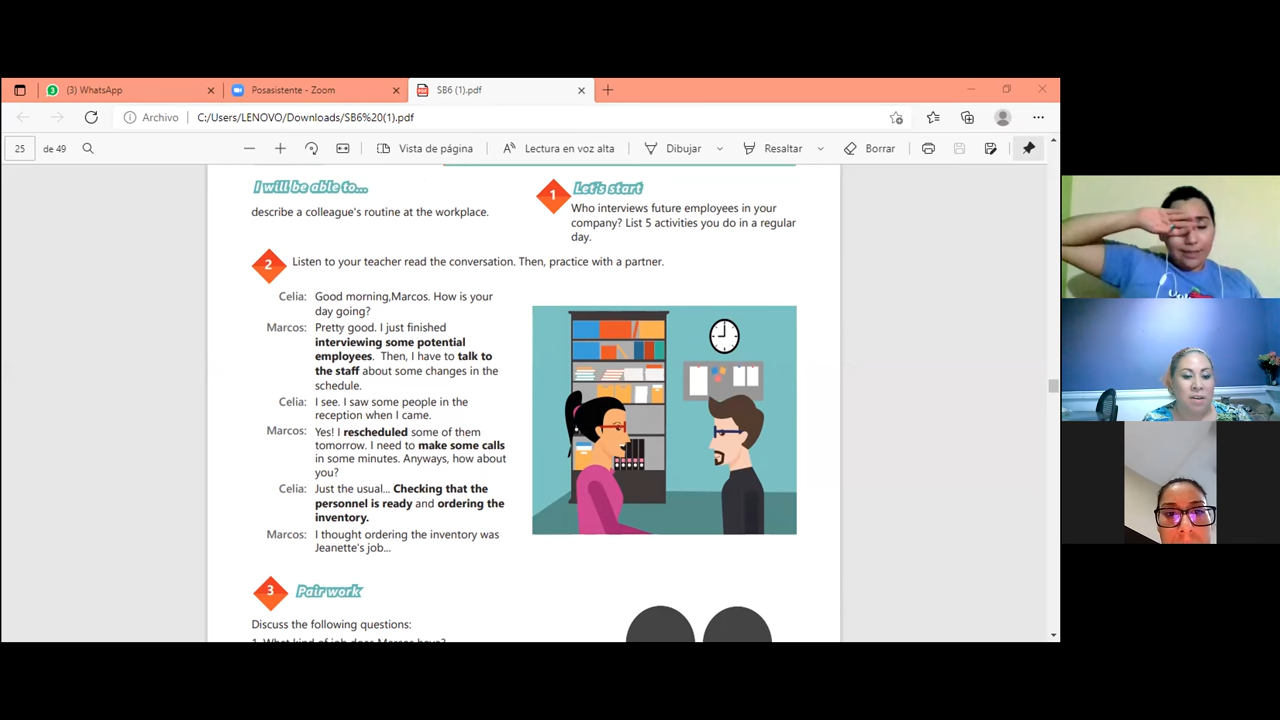 (3) WhatsApp
Posasistente - Zoom
SB6 (1).pdf
Archivo
C:/Users/LENOVO/Downloads/SB6%20(1).pdf
25
de 49
Vista de página
Lectura en voz alta
Dibujar
Resaltar
Borrar
I will be able to...
describe a colleague's routine at the workplace.
1
Let's start
Who interviews future employees in your
company? List 5 activities you do in a regular
day.
2
Listen to your teacher read the conversation. Then, practice with a partner.
Celia: Good morning,Marcos. How is your
day going?
Marcos: Pretty good. I just finished
interviewing some potential
employees. Then, I have to talk to
the staff about some changes in the
schedule.
Celia: I see. I saw some people in the
reception when I came.
Marcos: Yes! I rescheduled some of them
tomorrow. I need to make some calls
in some minutes. Anyways, how about
you?
Celia: Just the usual... Checking that the
personnel is ready and ordering the
inventory.
Marcos: I thought ordering the inventory was
Jeanette's job...
3
Pair work
Discuss the following questions:
1. What kind of job does Marcos have?